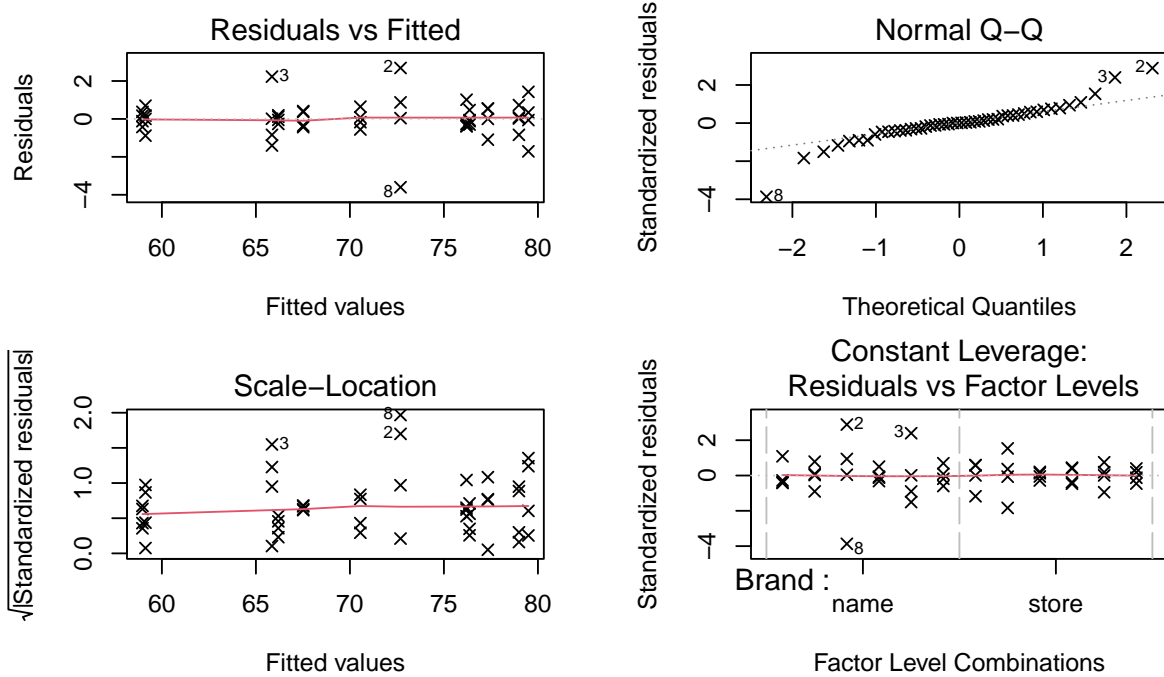 Residuals vs Fitted
Residuals
2
0
−4
3
2
8
60 65 70 75 80
Fitted values
Normal Q−Q
Standardized residuals
2
0
−4
8
3
2
−2 −1 0 1 2
Theoretical Quantiles
Scale−Location
√|Standardized residuals|
2.0
1.0
0.0
3
8
2
60 65 70 75 80
Fitted values
Constant Leverage:
Residuals vs Factor Levels
Standardized residuals
2
0
−4
2
3
8
Brand :
name store
Factor Level Combinations